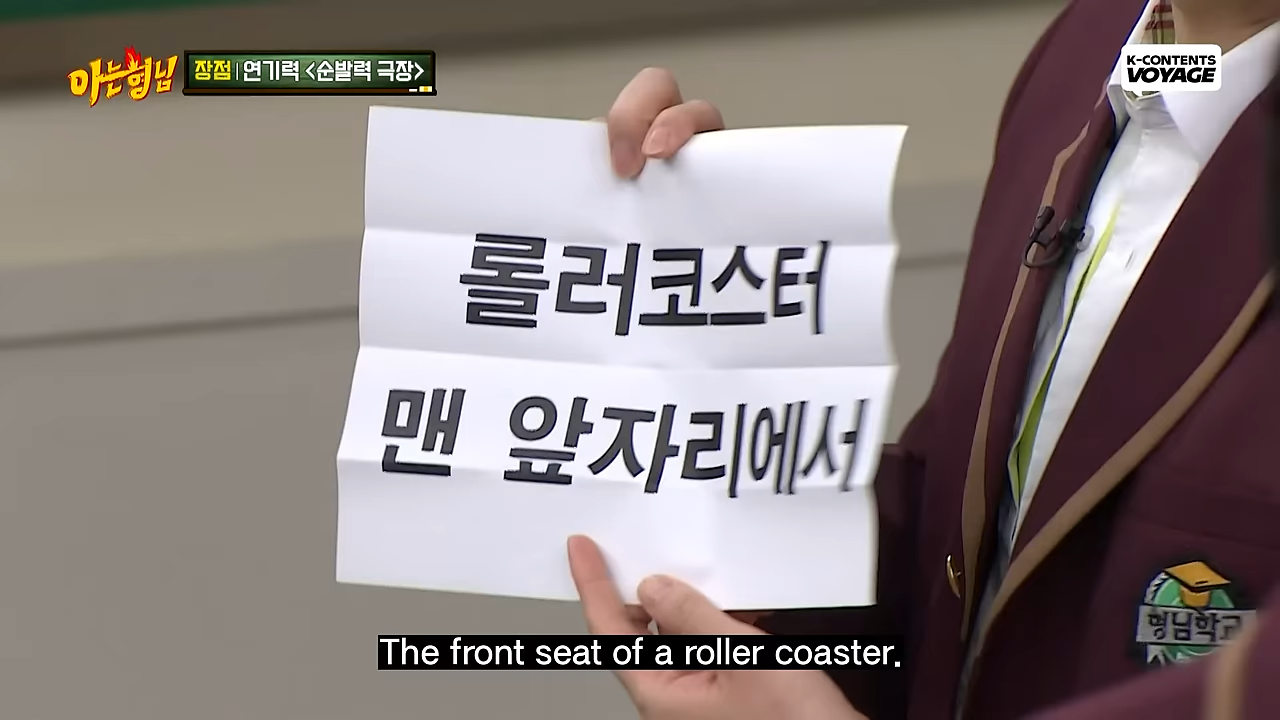 아는형님
장점 | 연기력 <순발력 극장>
K-CONTENTS
VOYAGE
롤러코스터
맨 앞자리에서
형님학교
The front seat of a roller coaster.